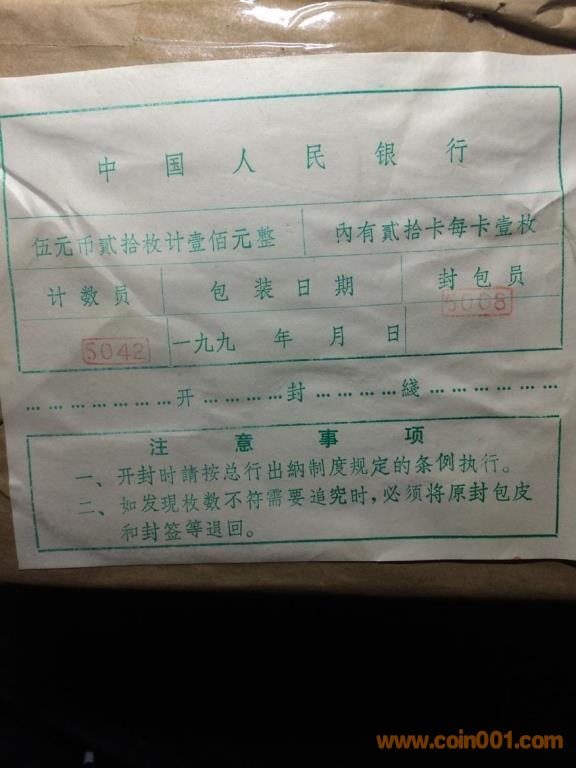 中国人民银行
伍元币贰拾枚计壹佰元整 內有贰拾卡每卡壹枚
计数员 包装日期 封包员
5008
5042 一九九 年 月 日
……………………开…………封…………綫……………………
注意事项
一、开封时請按总行出納制度规定的条例执行。
二、如发现枚数不符需要追究时,必须将原封包皮
和封签等退回。
www.coin001.com